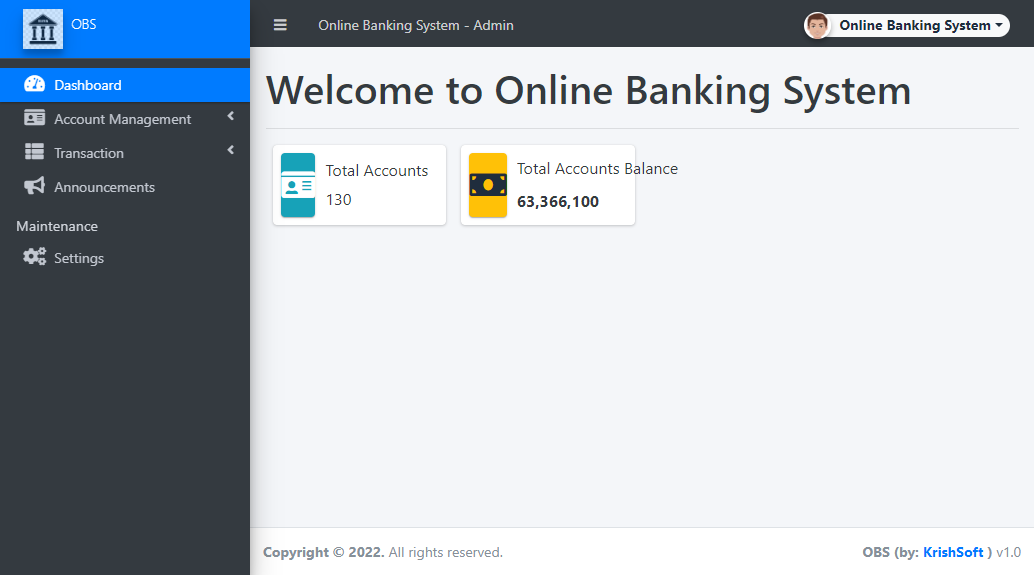 OBS
Online Banking System - Admin
Online Banking System
Dashboard
Account Management
Transaction
Announcements
Maintenance
Settings
Welcome to Online Banking System
Total Accounts
130
Total Accounts Balance
63,366,100
Copyright © 2022. All rights reserved.
OBS (by: KrishSoft ) v1.0